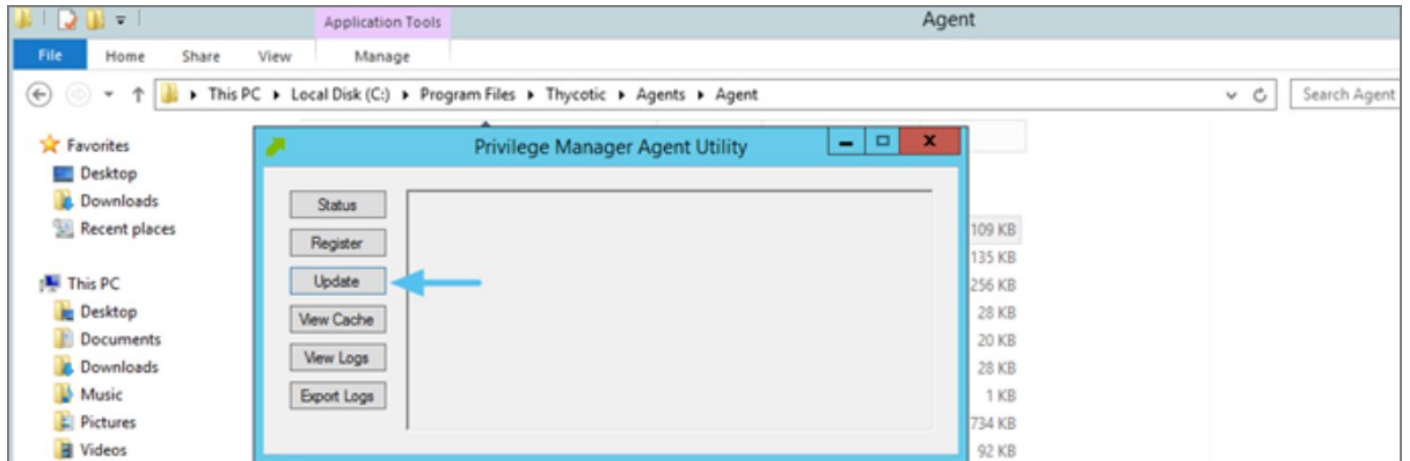 Application Tools
Agent
File Home Share View Manage
This PC Local Disk (C:) Program Files Thycotic Agents Agent
Search Agent
Favorites
Desktop
Downloads
Recent places
This PC
Desktop
Documents
Downloads
Music
Pictures
Videos
Privilege Manager Agent Utility
Status
Register
Update
View Cache
View Logs
Export Logs
109 KB
135 KB
256 KB
28 KB
20 KB
28 KB
1 KB
734 KB
92 KB